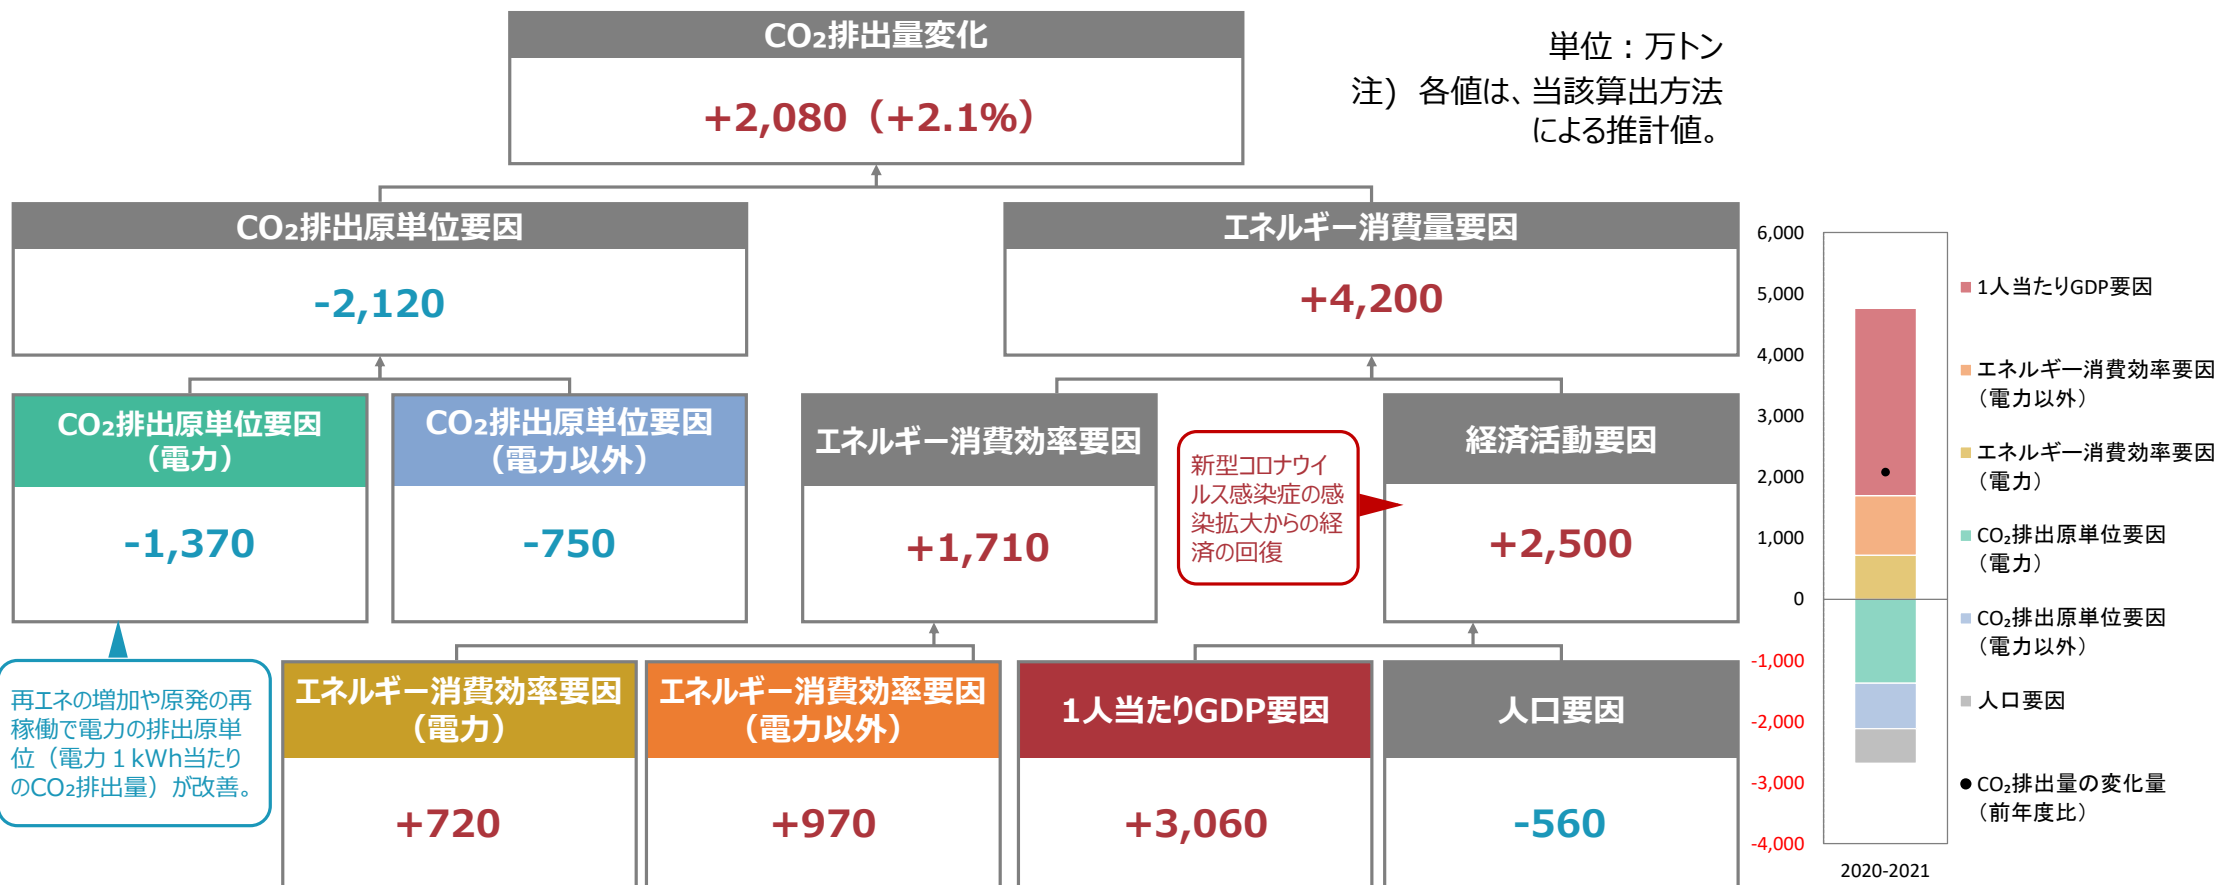 CO₂排出量変化
+2,080（+2.1%）
単位：万トン
注）各値は、当該算出方法
による推計値。
CO₂排出原単位要因
-2,120
エネルギー消費量要因
+4,200
CO₂排出原単位要因
（電力）
-1,370
CO₂排出原単位要因
（電力以外）
-750
エネルギー消費効率要因
+1,710
新型コロナウイ
ルス感染症の感
染拡大からの経
済の回復
経済活動要因
+2,500
再エネの増加や原発の再
稼働で電力の排出原単
位（電力１kWh当たり
のCO₂排出量）が改善。
エネルギー消費効率要因
（電力）
+720
エネルギー消費効率要因
（電力以外）
+970
1人当たりGDP要因
+3,060
人口要因
-560
6,000
5,000
4,000
3,000
2,000
1,000
0
-1,000
-2,000
-3,000
-4,000
2020-2021
1人当たりGDP要因
エネルギー消費効率要因
（電力以外）
エネルギー消費効率要因
（電力）
CO₂排出原単位要因
（電力）
CO₂排出原単位要因
（電力以外）
人口要因
CO₂排出量の変化量
（前年度比）